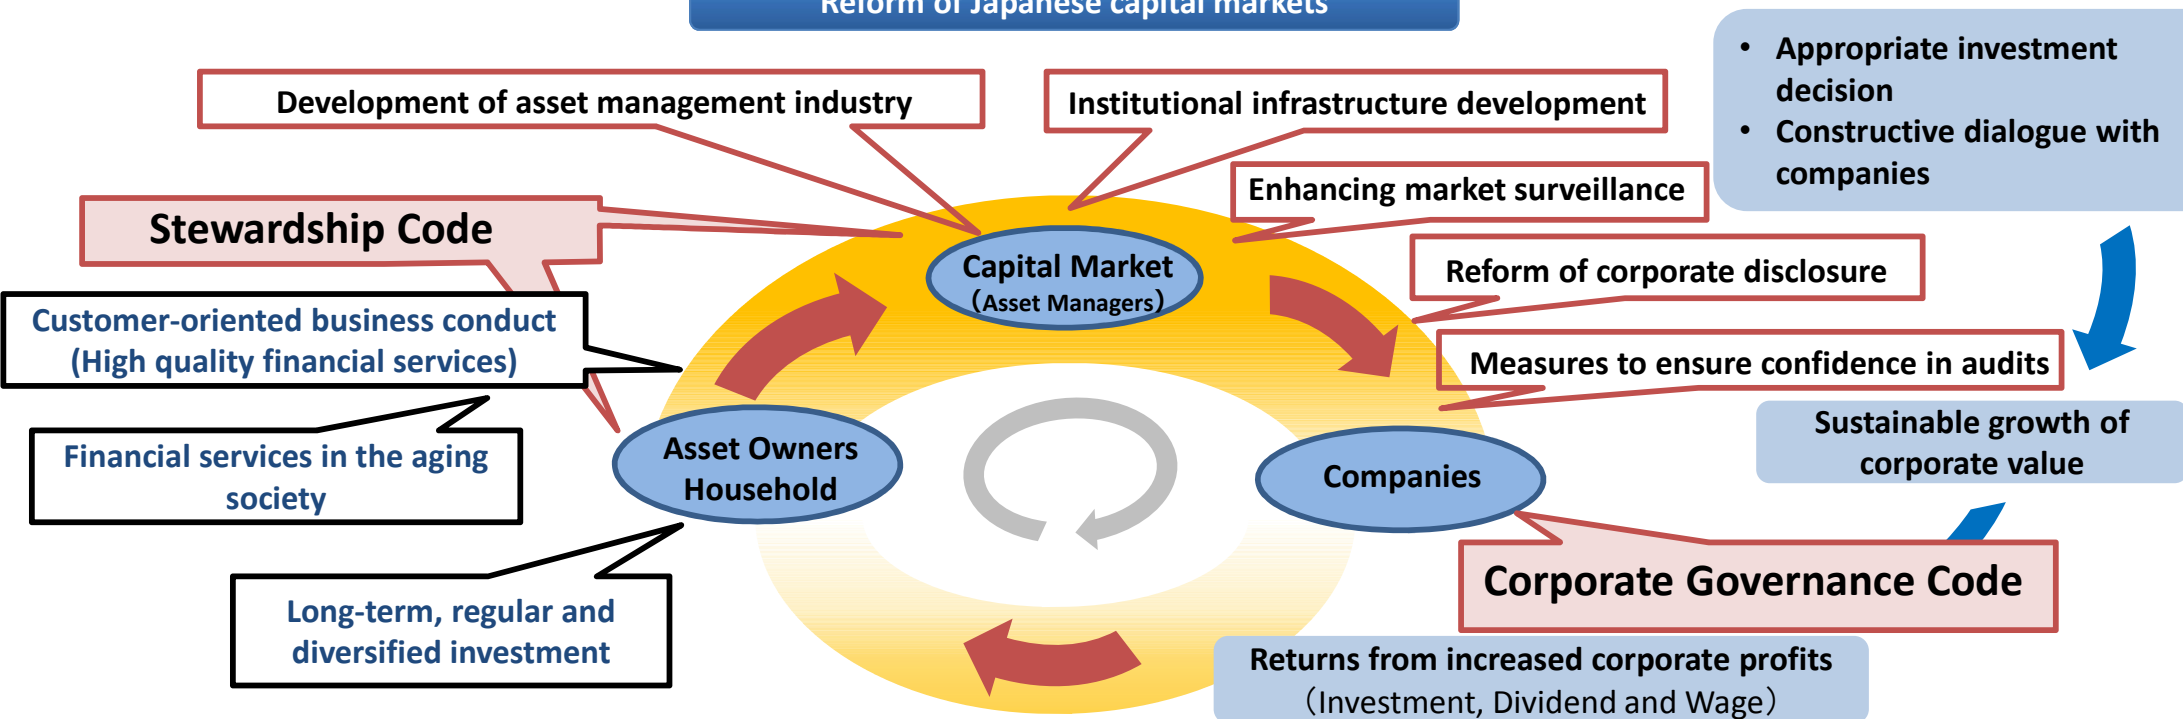 Reform of Japanese capital markets
• Appropriate investment
decision
• Constructive dialogue with
companies
Development of asset management industry
Institutional infrastructure development
Enhancing market surveillance
Stewardship Code
Capital Market
（Asset Managers）
Reform of corporate disclosure
Customer-oriented business conduct
(High quality financial services)
Measures to ensure confidence in audits
Sustainable growth of
corporate value
Financial services in the aging
society
Asset Owners
Household
Companies
Corporate Governance Code
Long-term, regular and
diversified investment
Returns from increased corporate profits
（Investment, Dividend and Wage）